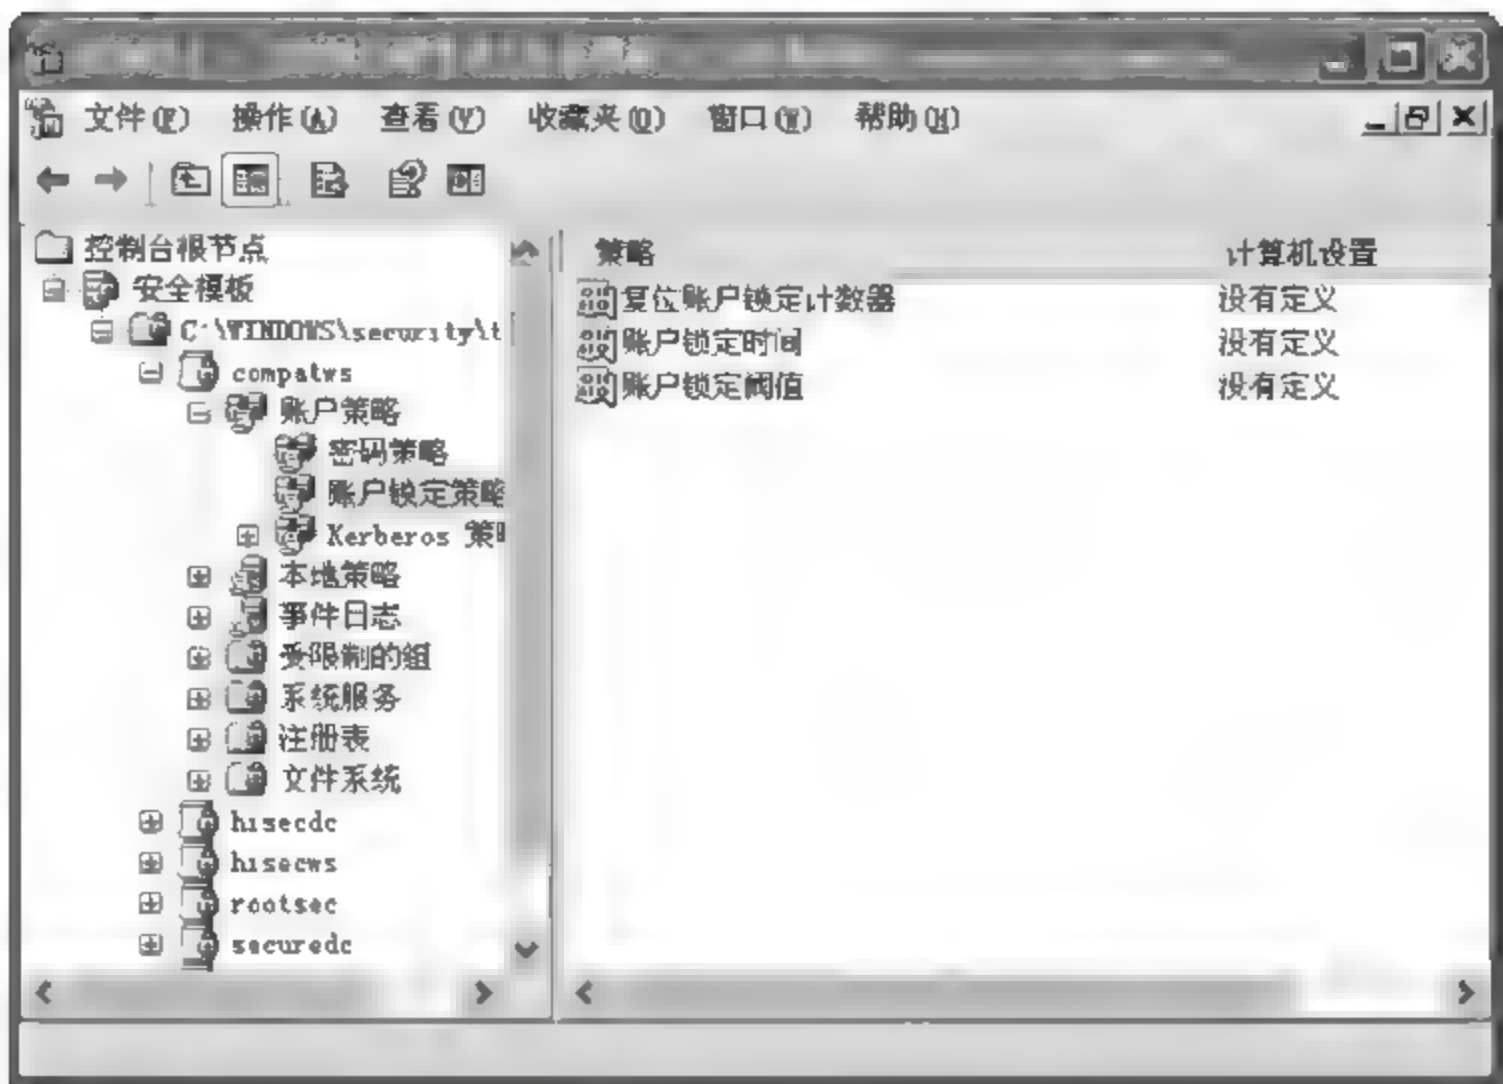 文件(F) 操作(A) 查看(V) 收藏夹(O) 窗口(W) 帮助(H)
控制台根节点
安全模板
C:\WINDOWS\security\t
compatws
账户策略
密码策略
账户锁定策略
Kerberos 策
本地策略
事件日志
受限制的组
系统服务
注册表
文件系统
hisecdc
hisecws
rootsec
securedc
策略 计算机设置
复位账户锁定计数器 没有定义
账户锁定时间 没有定义
账户锁定阈值 没有定义